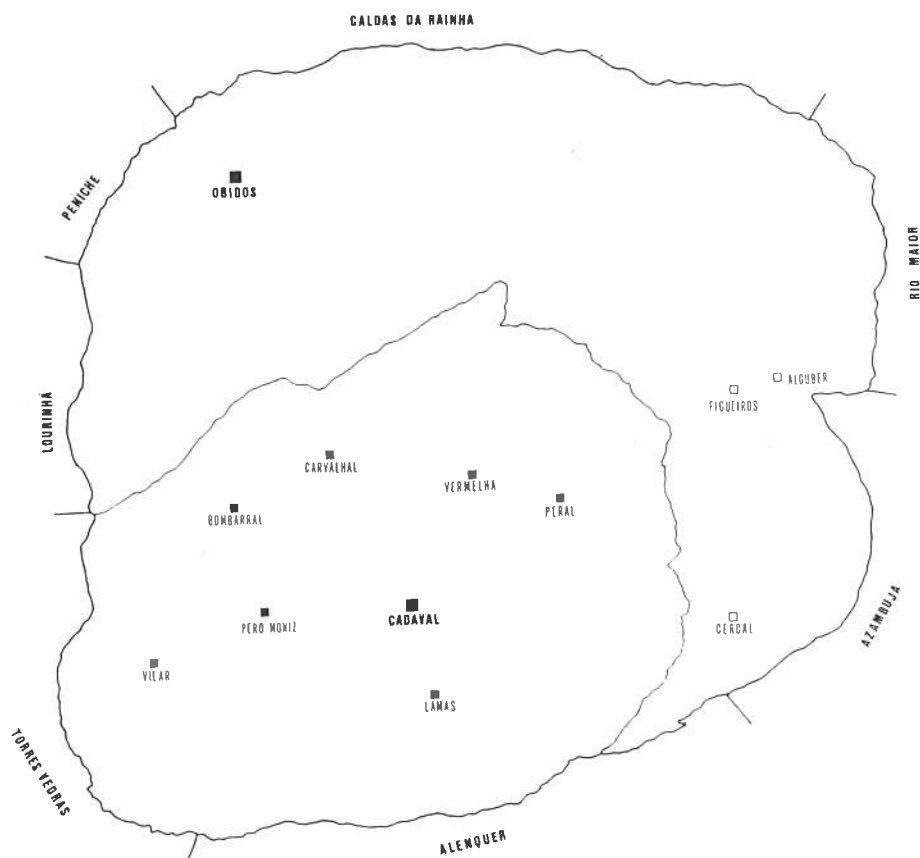 CALDAS DA RAINHA
PENICHE
OBIDOS
RIO MAIOR
LOURINHÃ
ALGUBER
FIGUEIROS
CARVALHAL
VERMELHA
PERAL
BOMBARRAL
CADAVAL
PERO MONIZ
CERCAL
AZAMBUJA
VILAR
LAMAS
TORRES VEDRAS
ALENQUER